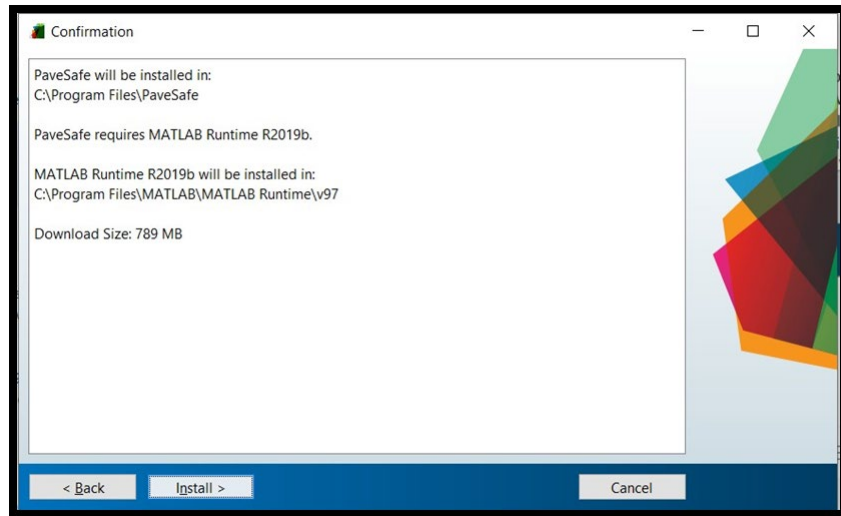 Confirmation
PaveSafe will be installed in:
C:\Program Files\PaveSafe
PaveSafe requires MATLAB Runtime R2019b.
MATLAB Runtime R2019b will be installed in:
C:\Program Files\MATLAB\MATLAB Runtime\v97
Download Size: 789 MB
< Back Install > Cancel